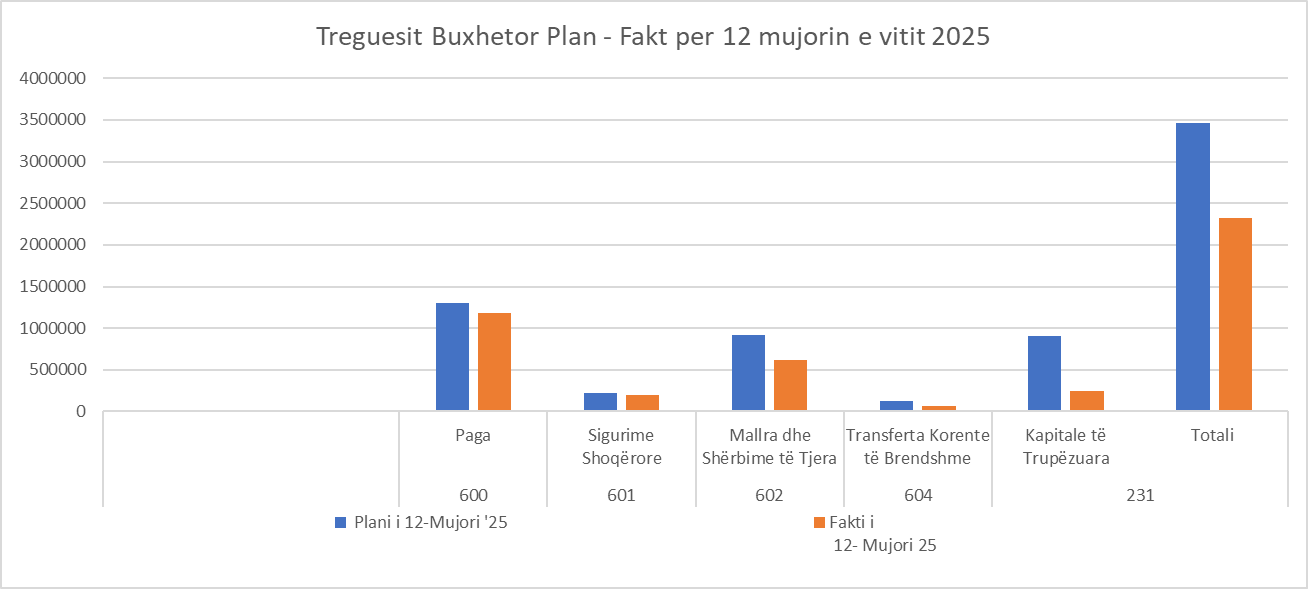 Treguesit Buxhetor Plan - Fakt per 12 mujorin e vitit 2025
4000000
3500000
3000000
2500000
2000000
1500000
1000000
500000
0
Paga
Sigurime
Shoqërore
Mallra dhe
Shërbime të Tjera
Transferta Korente
të Brendshme
Kapitale të
Trupëzuara
Totali
600
601
602
604
231
Plani i 12-Mujori '25
Fakti i
12- Mujori 25